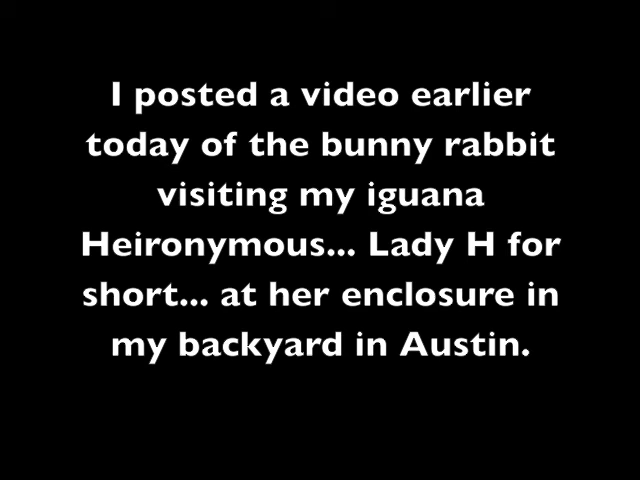 I posted a video earlier
today of the bunny rabbit
visiting my iguana
Heironymous... Lady H for
short... at her enclosure in
my backyard in Austin.